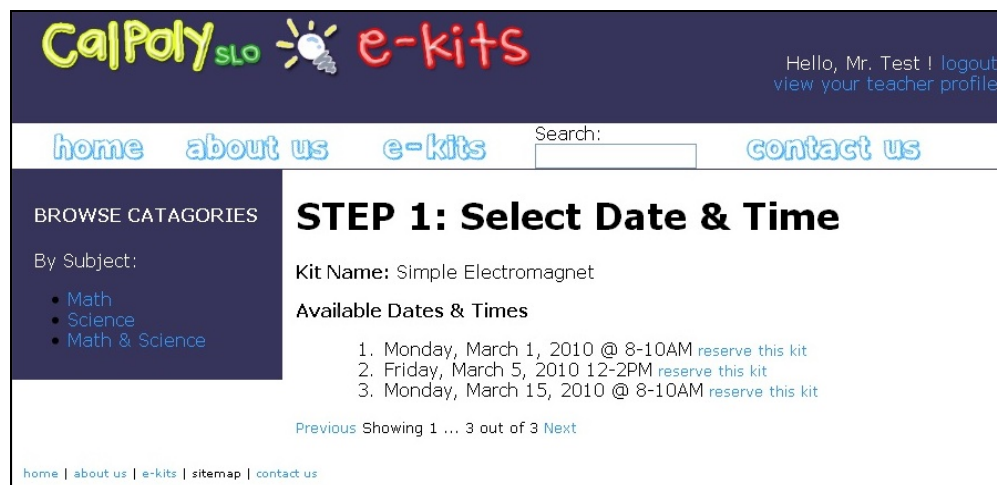 CalPoly SLO e-kits
Hello, Mr. Test ! logout
view your teacher profile
home about us e-kits Search: contact us
BROWSE CATAGORIES
By Subject:
• Math
• Science
• Math & Science
STEP 1: Select Date & Time
Kit Name: Simple Electromagnet
Available Dates & Times
1. Monday, March 1, 2010 @ 8-10AM reserve this kit
2. Friday, March 5, 2010 12-2PM reserve this kit
3. Monday, March 15, 2010 @ 8-10AM reserve this kit
Previous Showing 1 ... 3 out of 3 Next
home | about us | e-kits | sitemap | contact us